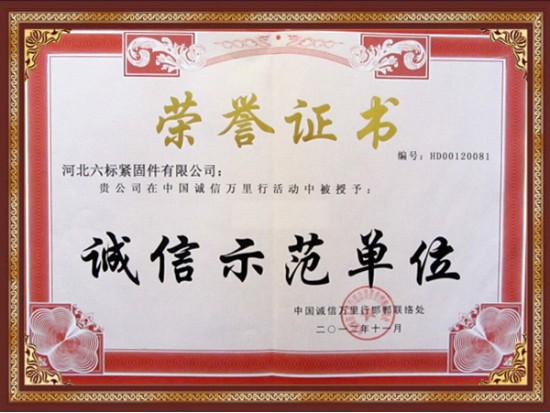 荣誉证书
编号：HD00120081
河北六标紧固件有限公司：
贵公司在中国诚信万里行活动中被授予：
诚信示范单位
中国诚信万里行邯郸联络处
二〇一二年十一月